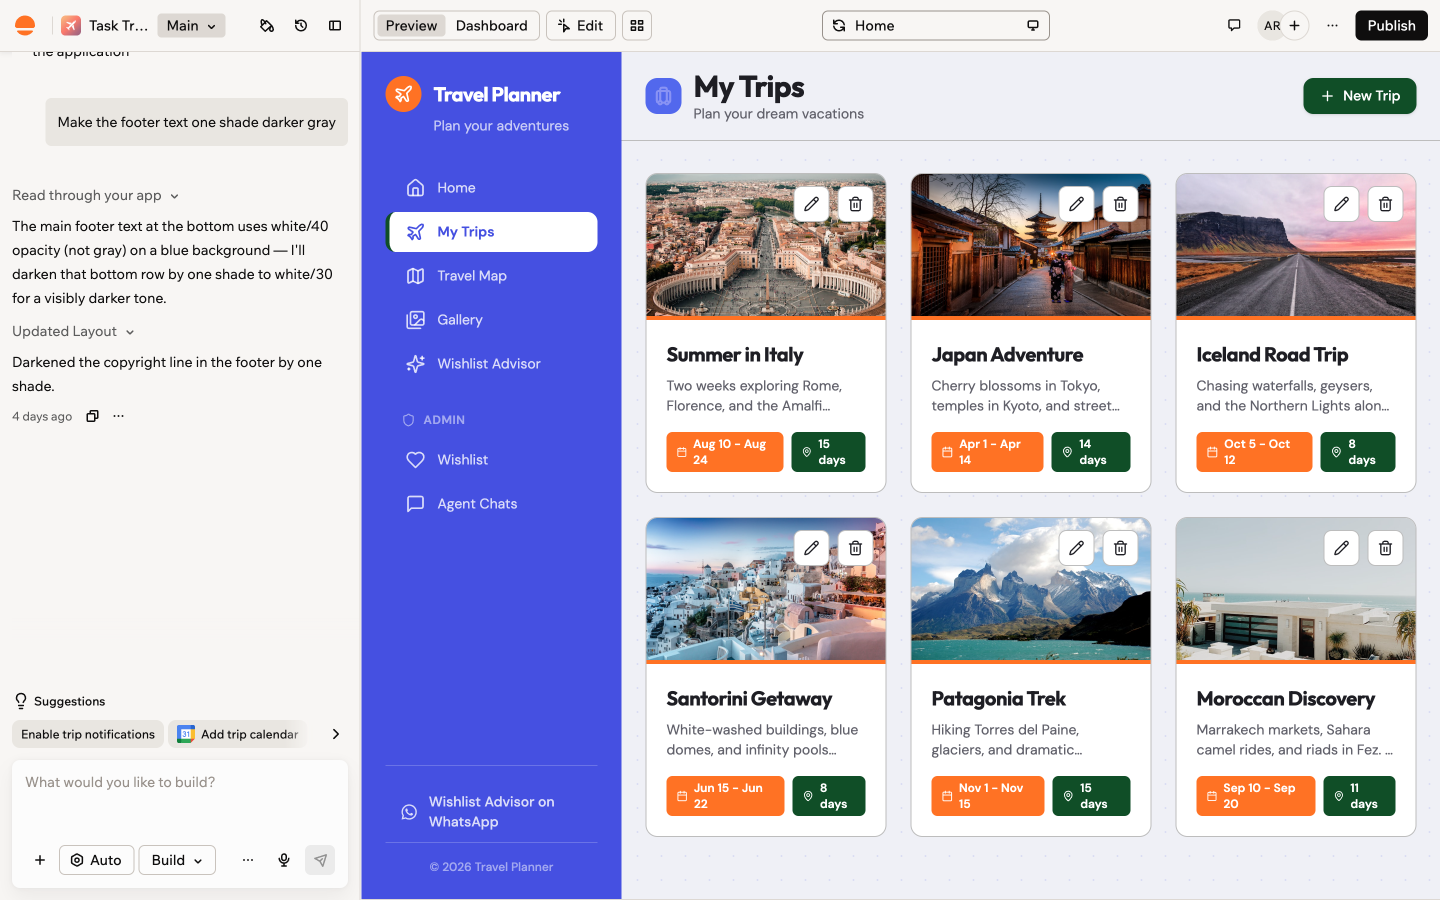 Task Tr...
Main
Preview
Dashboard
Edit
Home
AR
Publish
the application
Make the footer text one shade darker gray
Read through your app
The main footer text at the bottom uses white/40
opacity (not gray) on a blue background — I'll
darken that bottom row by one shade to white/30
for a visibly darker tone.
Updated Layout
Darkened the copyright line in the footer by one
shade.
4 days ago
Suggestions
Enable trip notifications
31
Add trip calendar
What would you like to build?
Auto
Build
Travel Planner
Plan your adventures
Home
My Trips
Travel Map
Gallery
Wishlist Advisor
ADMIN
Wishlist
Agent Chats
Wishlist Advisor on
WhatsApp
© 2026 Travel Planner
My Trips
Plan your dream vacations
New Trip
Summer in Italy
Two weeks exploring Rome,
Florence, and the Amalfi...
Aug 10 - Aug
24
15
days
Japan Adventure
Cherry blossoms in Tokyo,
temples in Kyoto, and street...
Apr 1 - Apr
14
14
days
Iceland Road Trip
Chasing waterfalls, geysers,
and the Northern Lights alon...
Oct 5 - Oct
12
8
days
Santorini Getaway
White-washed buildings, blue
domes, and infinity pools...
Jun 15 - Jun
22
8
days
Patagonia Trek
Hiking Torres del Paine,
glaciers, and dramatic...
Nov 1 - Nov
15
15
days
Moroccan Discovery
Marrakech markets, Sahara
camel rides, and riads in Fez. ...
Sep 10 - Sep
20
11
days